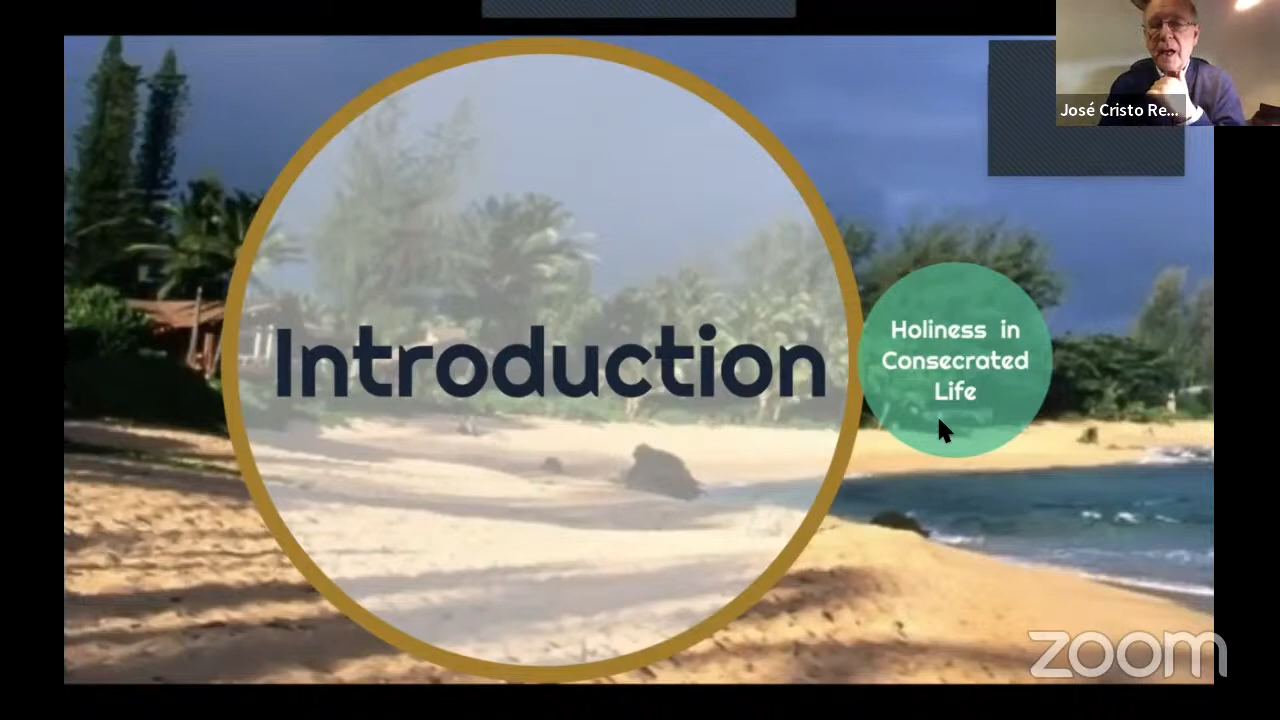 José Cristo Re...
Introduction
Holiness in
Consecrated
Life
zoom